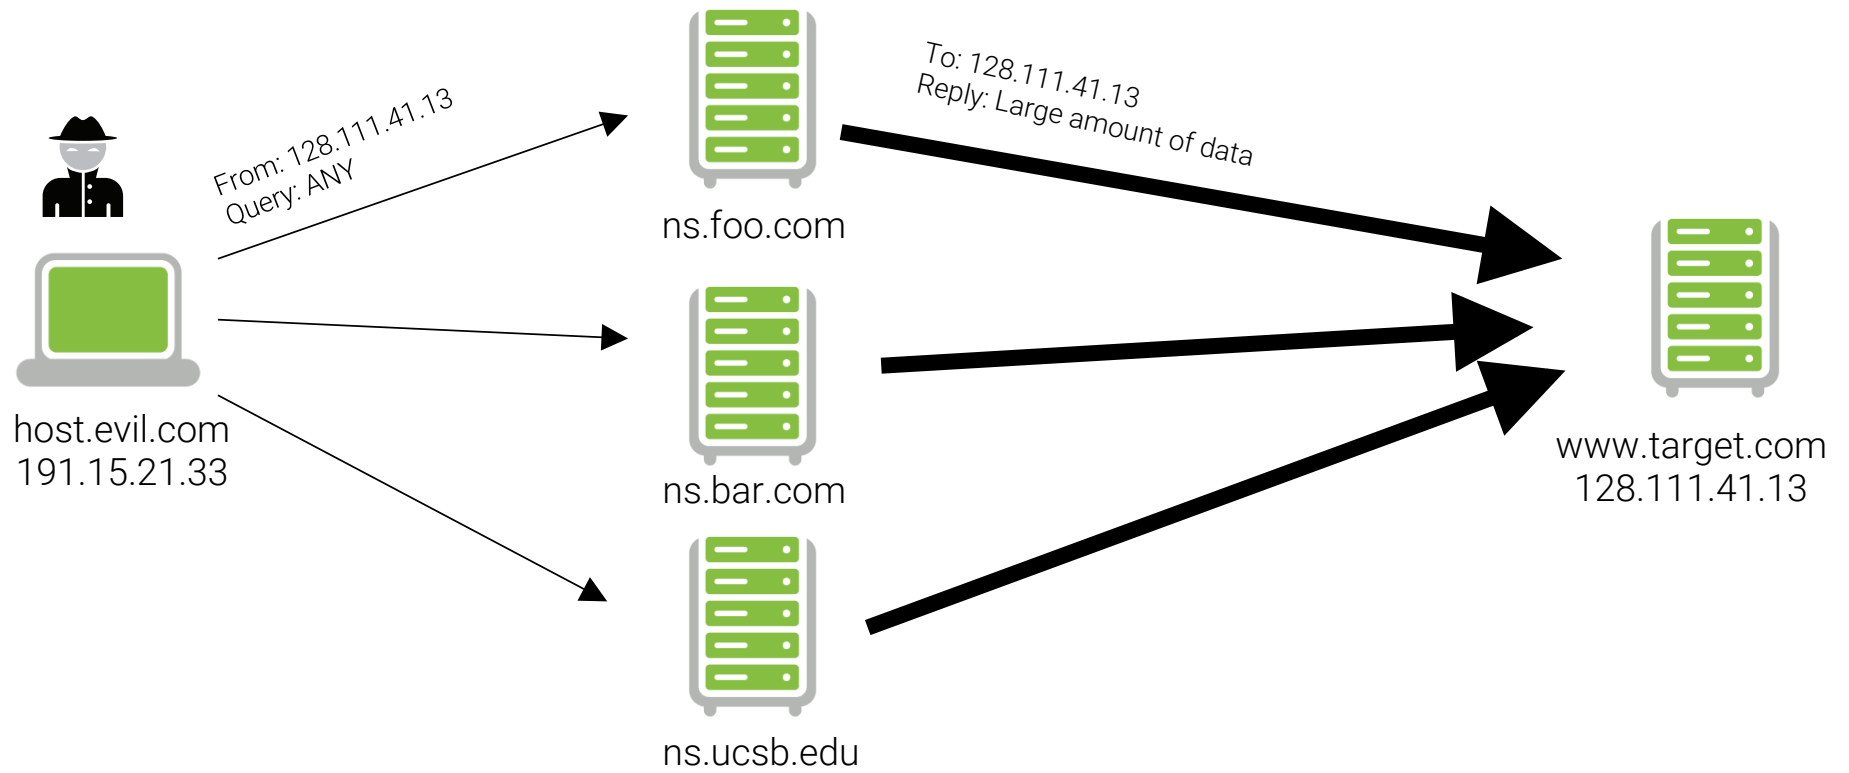 From: 128.111.41.13
Query: ANY
To: 128.111.41.13
Reply: Large amount of data
ns.foo.com
host.evil.com
191.15.21.33
ns.bar.com
www.target.com
128.111.41.13
ns.ucsb.edu